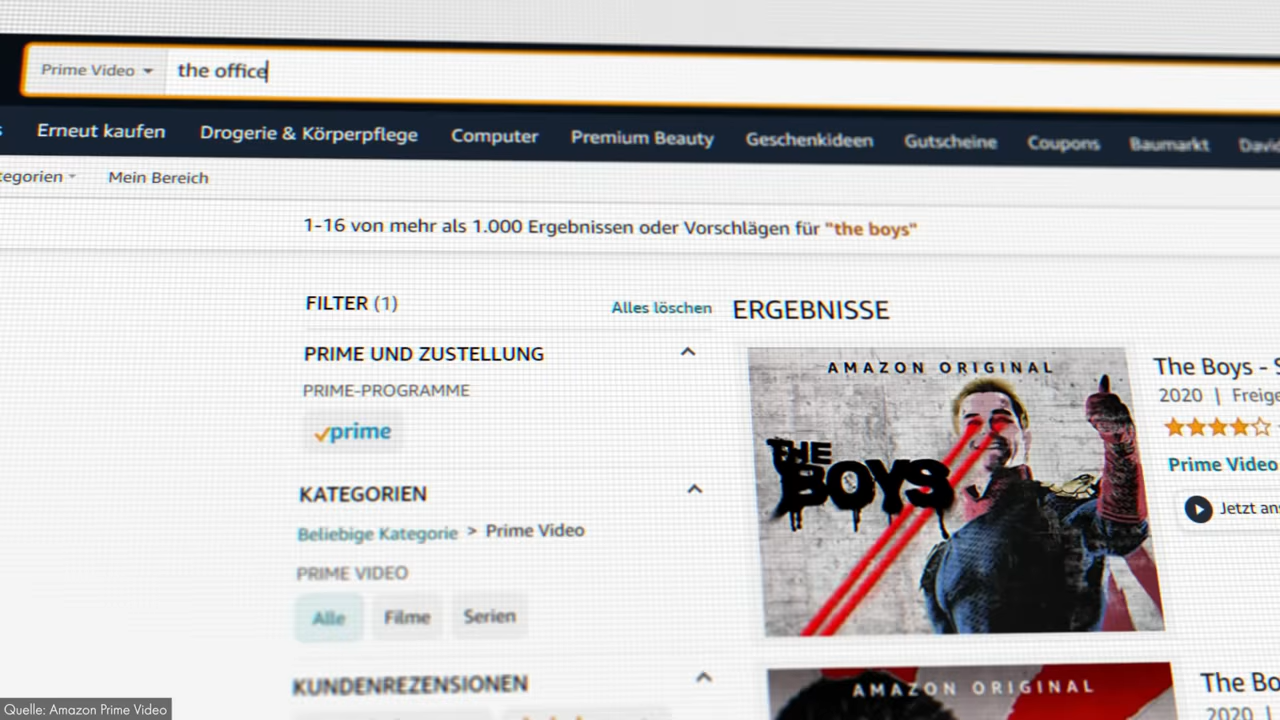 Prime Video the office
Erneut kaufen Drogerie & Körperpflege Computer Premium Beauty Geschenkideen Gutscheine Coupons Baumarkt
Mein Bereich
1-16 von mehr als 1.000 Ergebnissen oder Vorschlägen für "the boys"
FILTER (1) Alles löschen
ERGEBNISSE
PRIME UND ZUSTELLUNG
PRIME-PROGRAMME
prime
KATEGORIEN
Beliebige Kategorie > Prime Video
PRIME VIDEO
Alle Filme Serien
KUNDENREZENSIONEN
AMAZON ORIGINAL
THE
BOYS
The Boys - S
2020 | Freige
Prime Video
Jetzt an
AMAZON ORIGINAL
The Bo
2020 |
Quelle: Amazon Prime Video